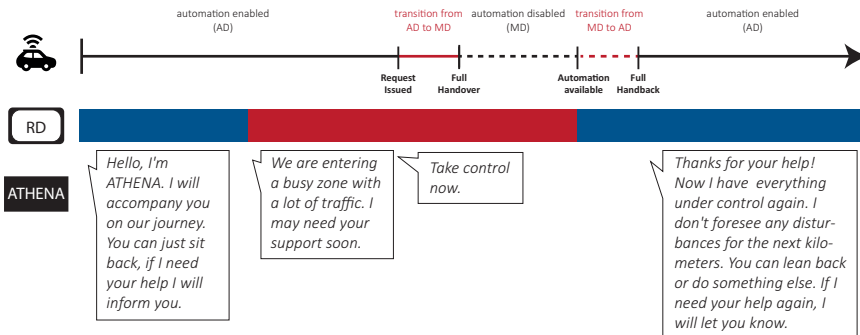 automation enabled
(AD)
transition from
AD to MD
automation disabled
(MD)
transition from
MD to AD
automation enabled
(AD)
Request
Issued
Full
Handover
Automation
available
Full
Handback
RD
ATHENA
Hello, I'm
ATHENA. I will
accompany you
on our journey.
You can just sit
back, if I need
your help I will
inform you.
We are entering
a busy zone with
a lot of traffic. I
may need your
support soon.
Take control
now.
Thanks for your help!
Now I have everything
under control again. I
don't foresee any distur-
bances for the next kilo-
meters. You can lean back
or do something else. If I
need your help again, I
will let you know.